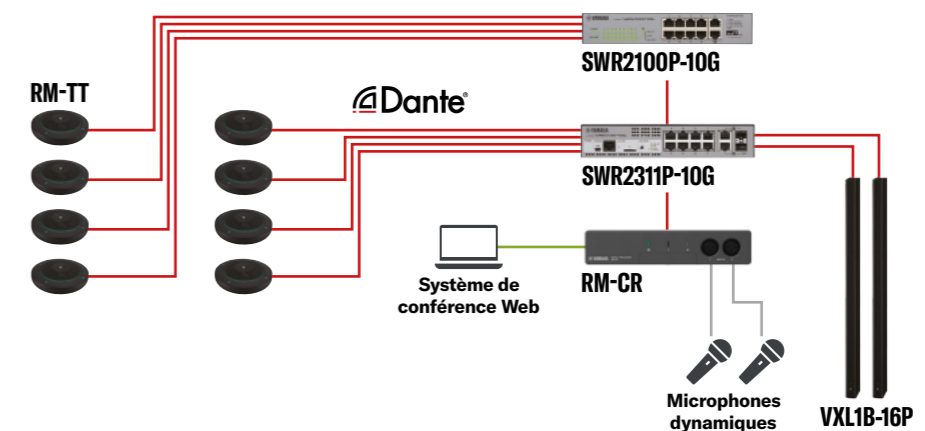 SWR2100P-10G
RM-TT
Dante®
SWR2311P-10G
Système de
conférence Web
RM-CR
Microphones
dynamiques
VXL1B-16P